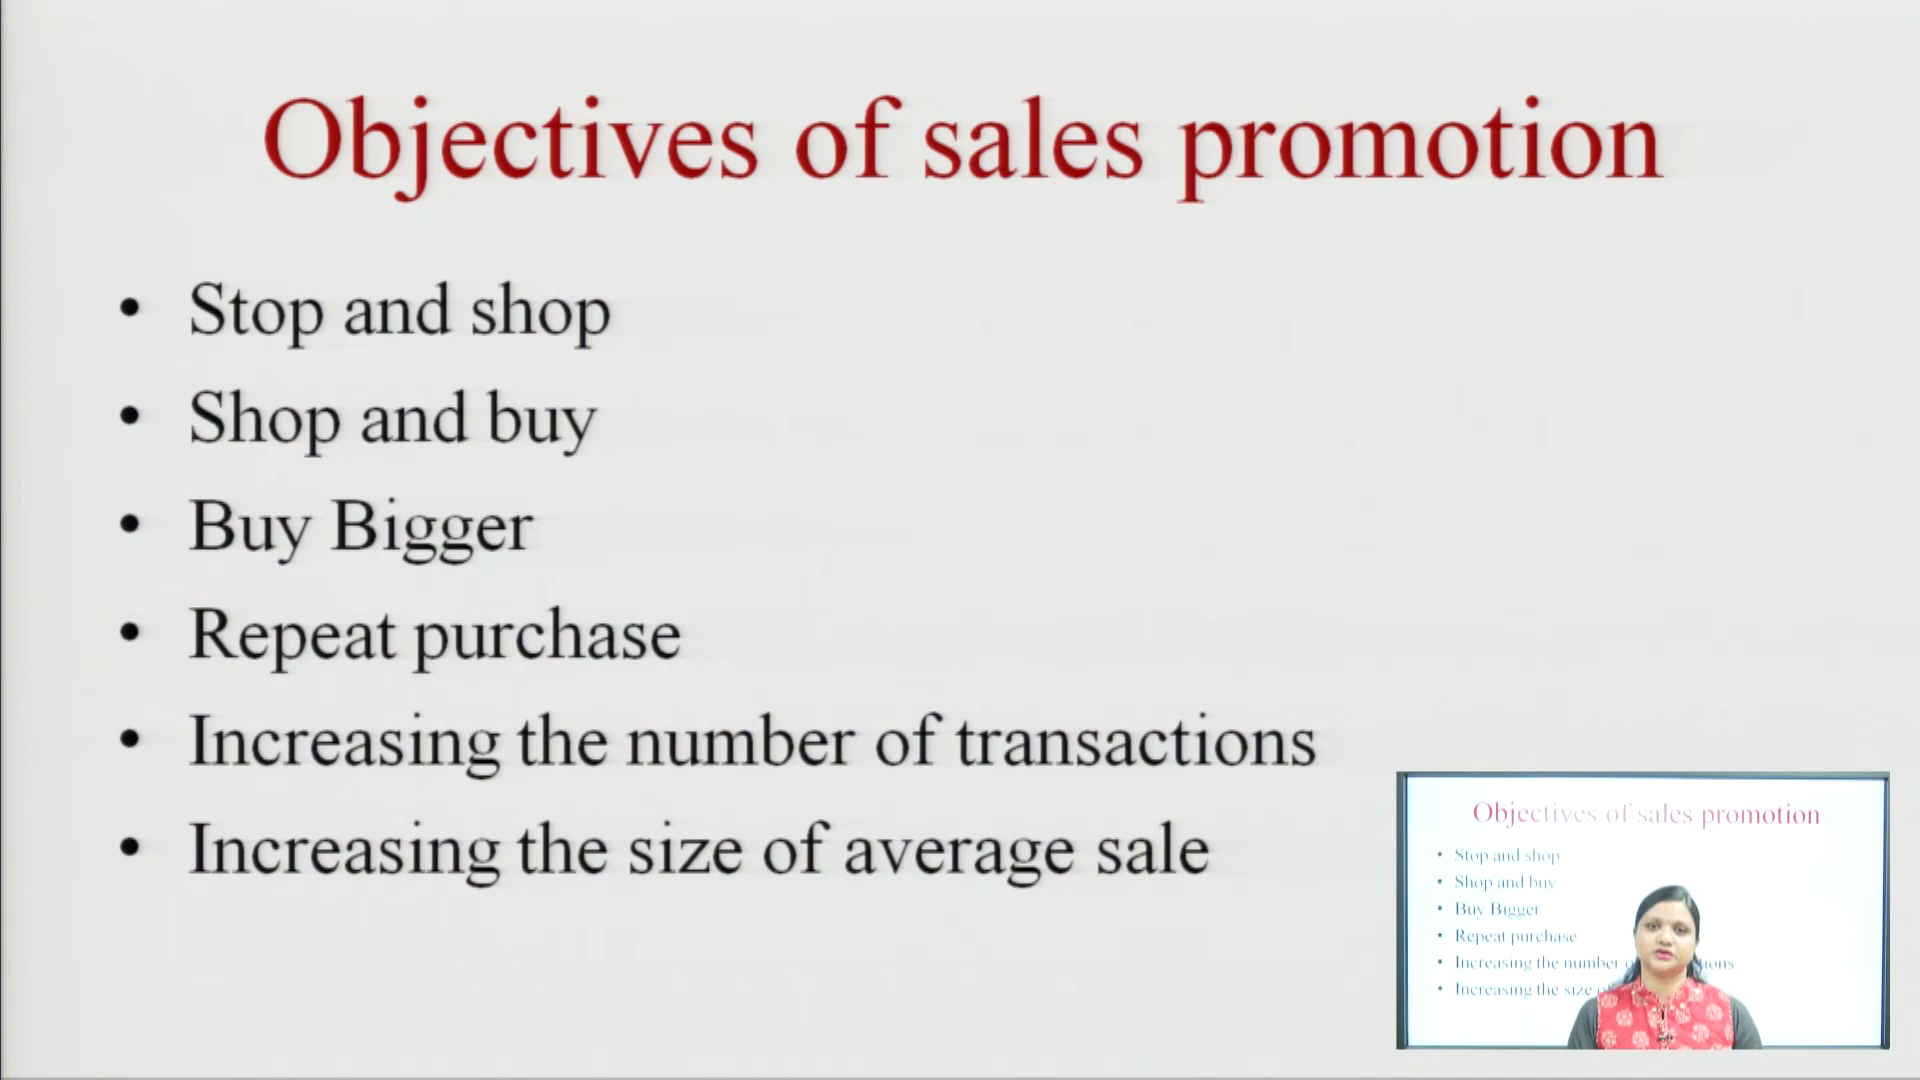 Objectives of sales promotion
• Stop and shop
• Shop and buy
• Buy Bigger
• Repeat purchase
• Increasing the number of transactions
• Increasing the size of average sale
Objectives of sales promotion
• Stop and shop
• Shop and buy
• Buy Bigger
• Repeat purchase
• Increasing the number
• Increasing the size